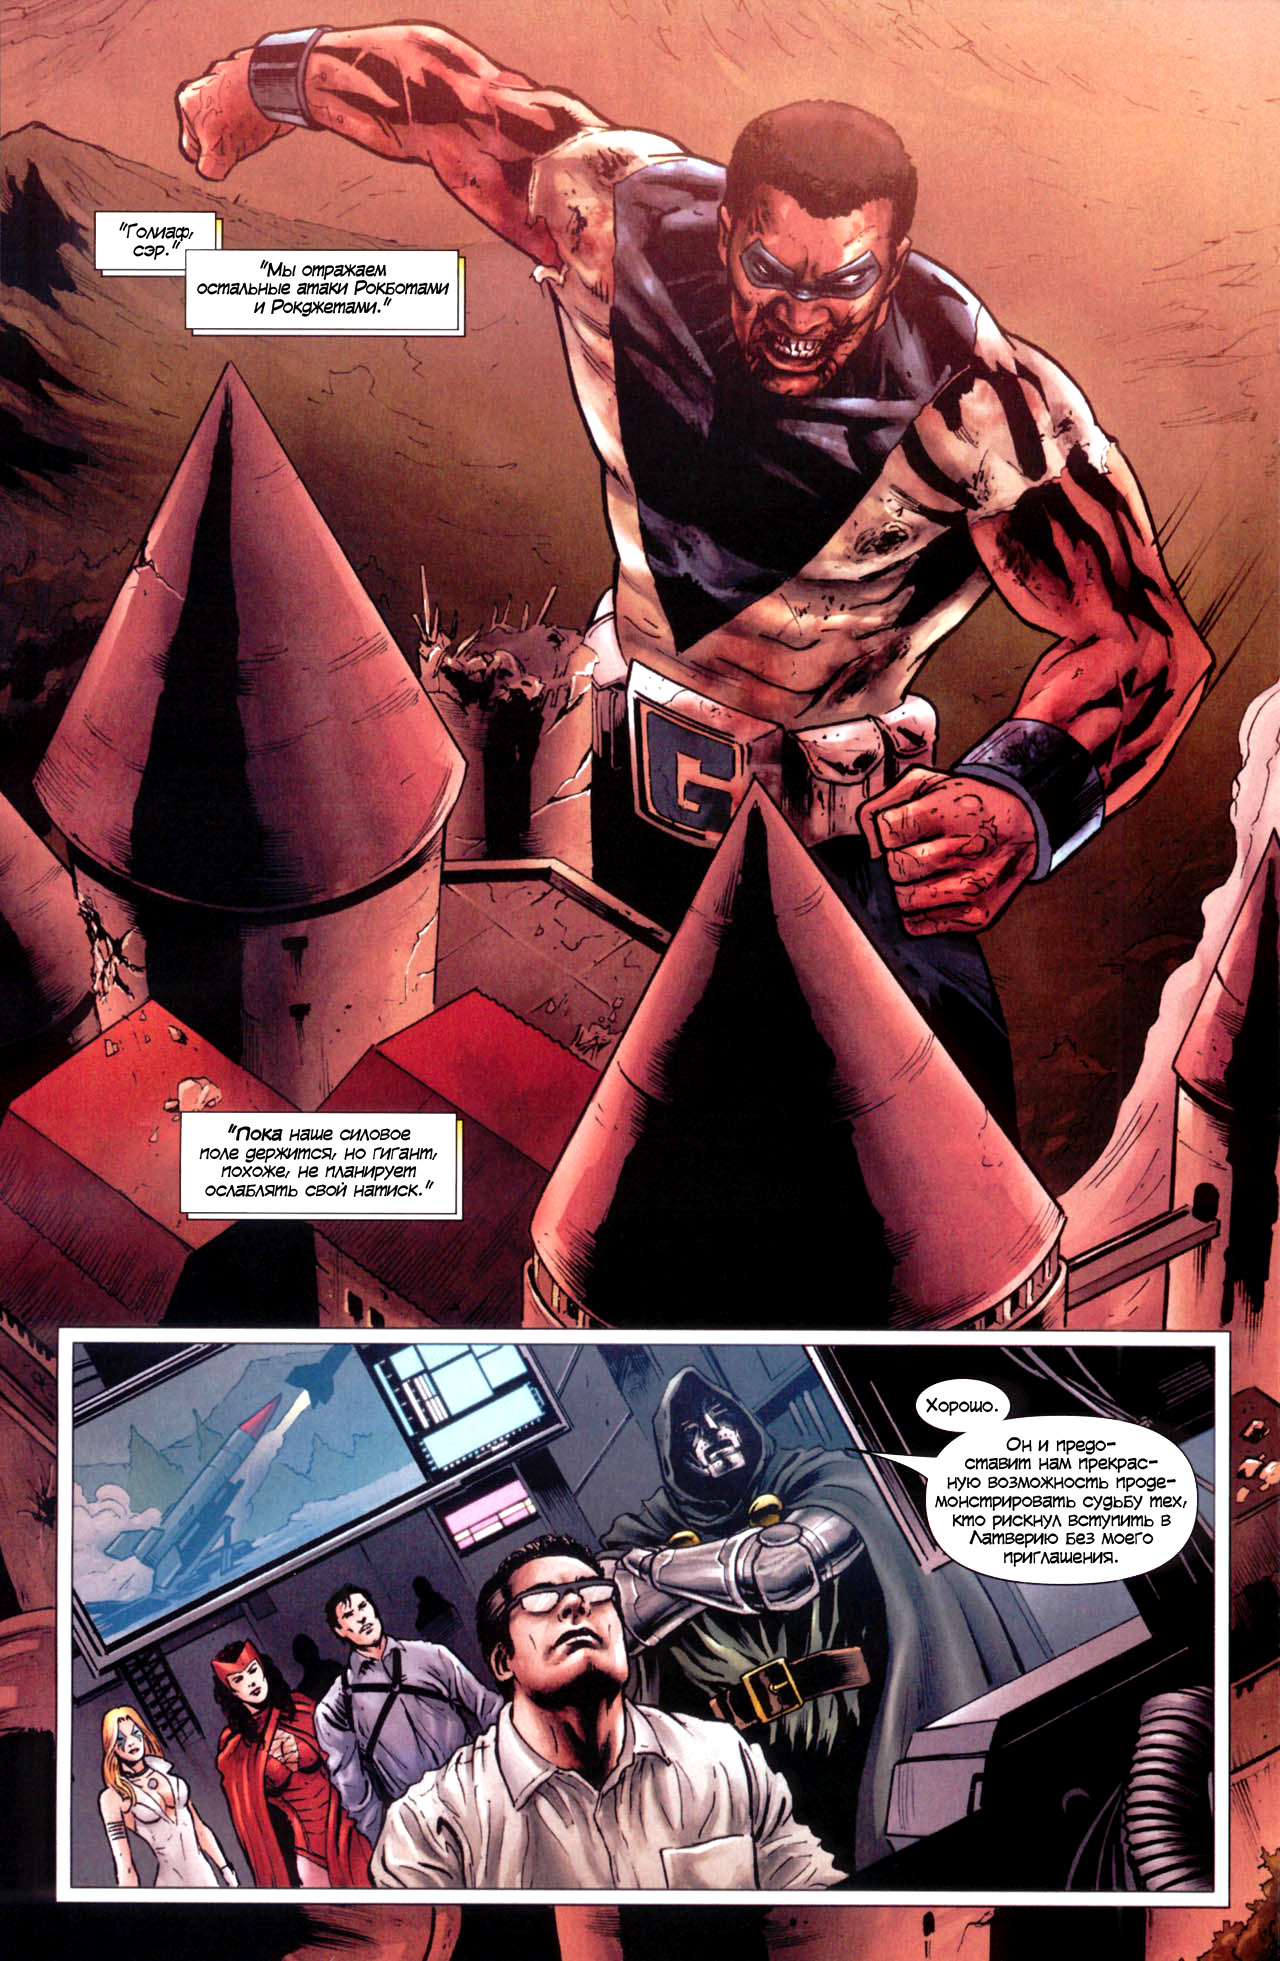 "Голиаф,
сэр."
"Мы отражаем
остальные атаки Рокботами
и Рокджетами."
G
"Пока наше силовое
поле держится, но гигант,
похоже, не планирует
ослаблять свой натиск."
Хорошо.
Он и предо-
ставит нам прекрас-
ную возможность проде-
монстрировать судьбу тех,
кто рискнул вступить в
Латверию без моего
приглашения.